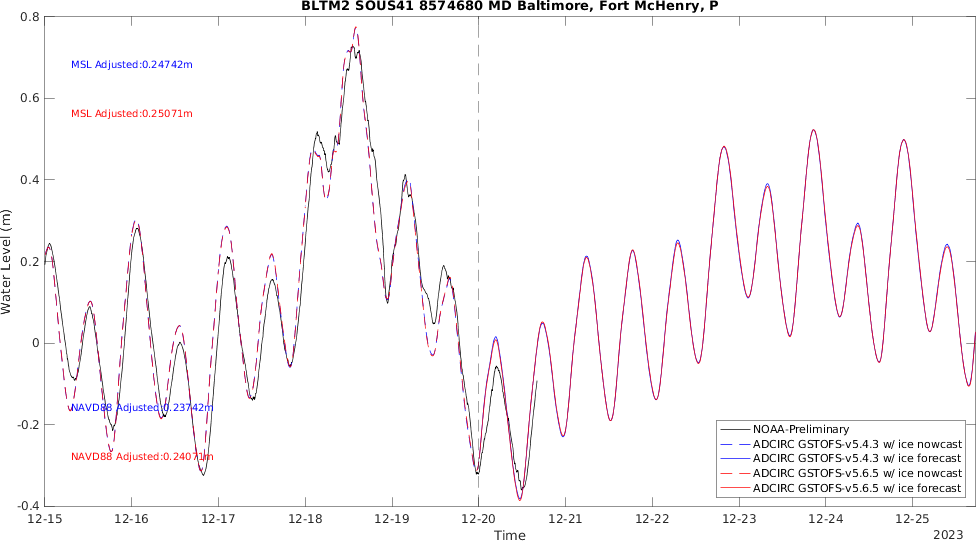 BLTM2 SOUS41 8574680 MD Baltimore, Fort McHenry, P
0.8
0.6
0.4
0.2
0
-0.2
-0.4
Water Level (m)
MSL Adjusted:0.24742m
MSL Adjusted:0.25071m
NAVD88 Adjusted:0.23742m
NAVD88 Adjusted:0.24071m
NOAA-Preliminary
ADCIRC GSTOFS-v5.4.3 w/ ice nowcast
ADCIRC GSTOFS-v5.4.3 w/ ice forecast
ADCIRC GSTOFS-v5.6.5 w/ ice nowcast
ADCIRC GSTOFS-v5.6.5 w/ ice forecast
12-15 12-16 12-17 12-18 12-19 12-20 12-21 12-22 12-23 12-24 12-25
Time
2023